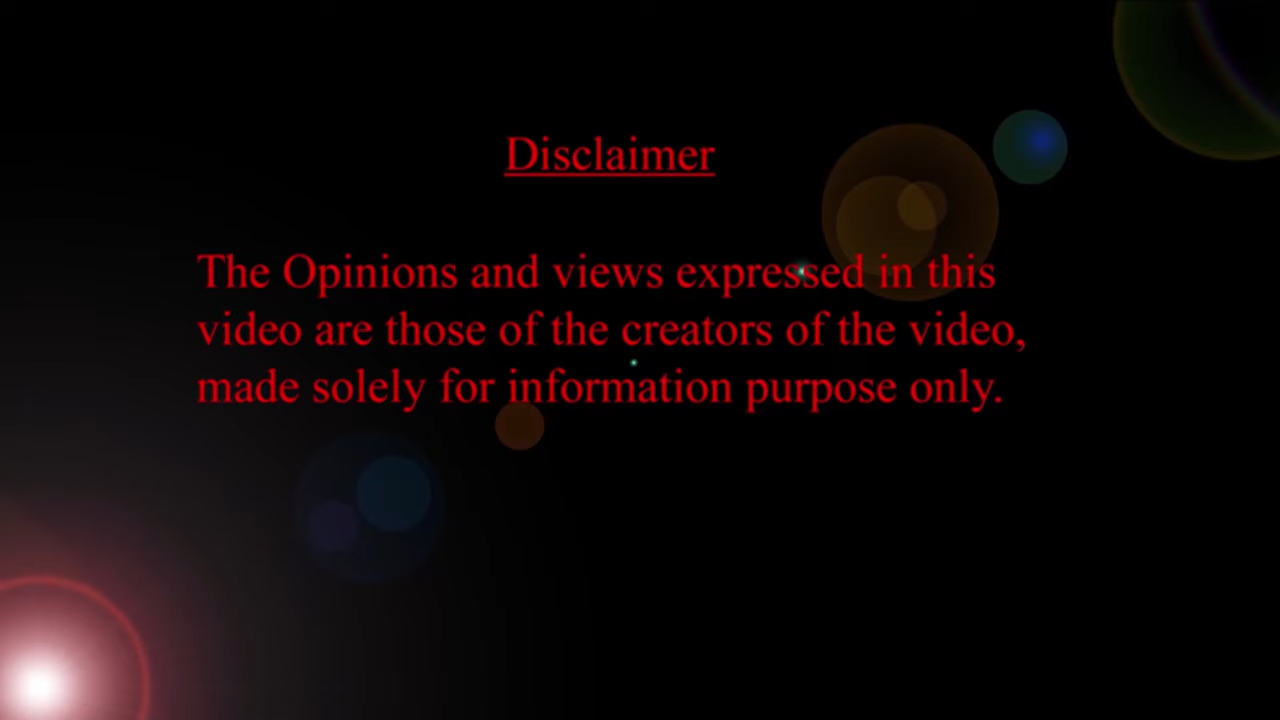 Disclaimer
The Opinions and views expressed in this
video are those of the creators of the video,
made solely for information purpose only.